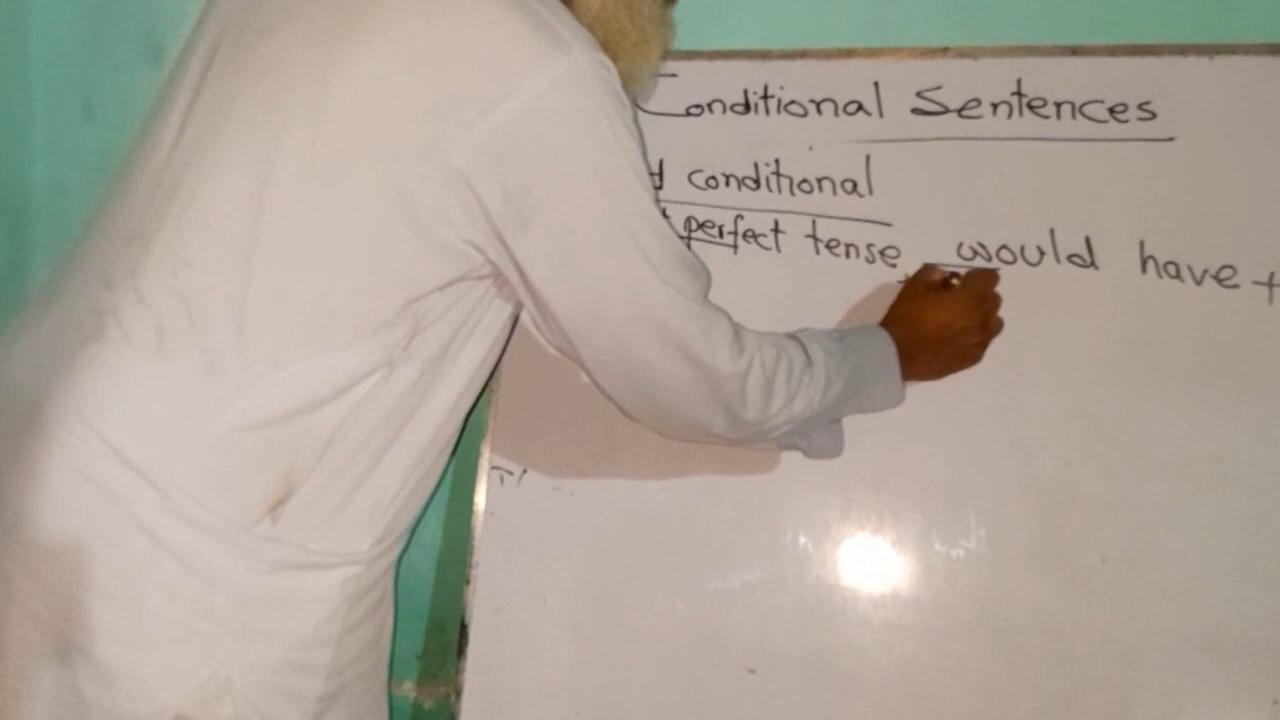 Conditional Sentences
conditional
perfect tense, would have +